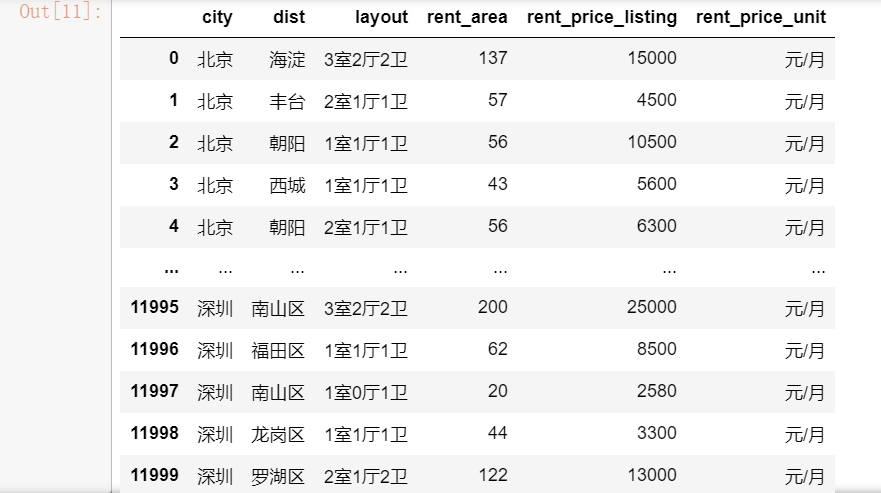 Out[11]:
city dist layout rent_area rent_price_listing rent_price_unit
0 北京 海淀 3室2厅2卫 137 15000 元/月
1 北京 丰台 2室1厅1卫 57 4500 元/月
2 北京 朝阳 1室1厅1卫 56 10500 元/月
3 北京 西城 1室1厅1卫 43 5600 元/月
4 北京 朝阳 2室1厅1卫 56 6300 元/月
... ... ... ... ... ... ...
11995 深圳 南山区 3室2厅2卫 200 25000 元/月
11996 深圳 福田区 1室1厅1卫 62 8500 元/月
11997 深圳 南山区 1室0厅1卫 20 2580 元/月
11998 深圳 龙岗区 1室1厅1卫 44 3300 元/月
11999 深圳 罗湖区 2室1厅2卫 122 13000 元/月